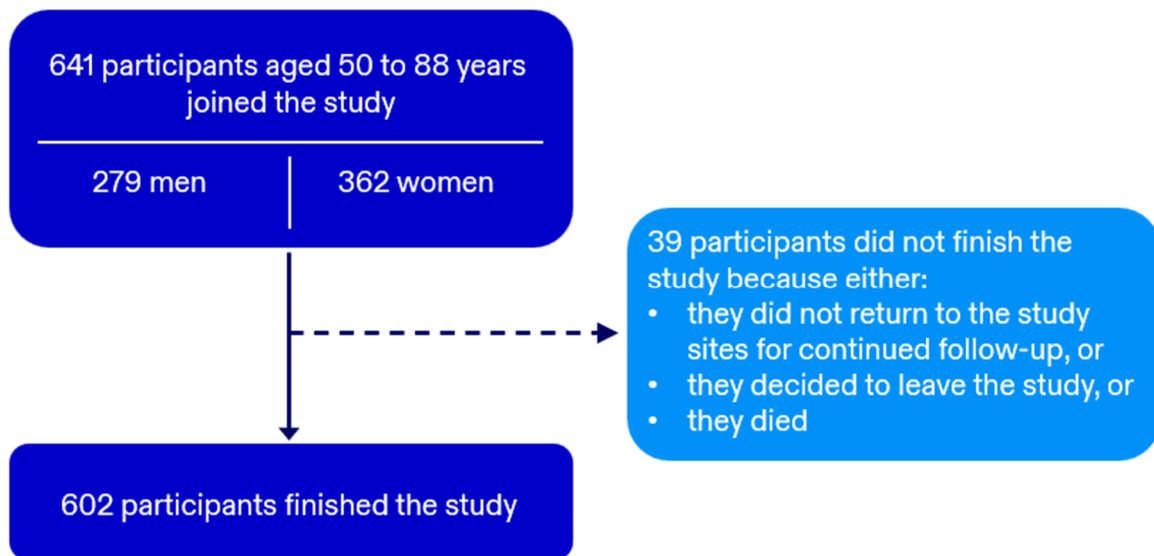 641 participants aged 50 to 88 years
joined the study
279 men
362 women
39 participants did not finish the
study because either:
• they did not return to the study
sites for continued follow-up, or
• they decided to leave the study, or
• they died
602 participants finished the study